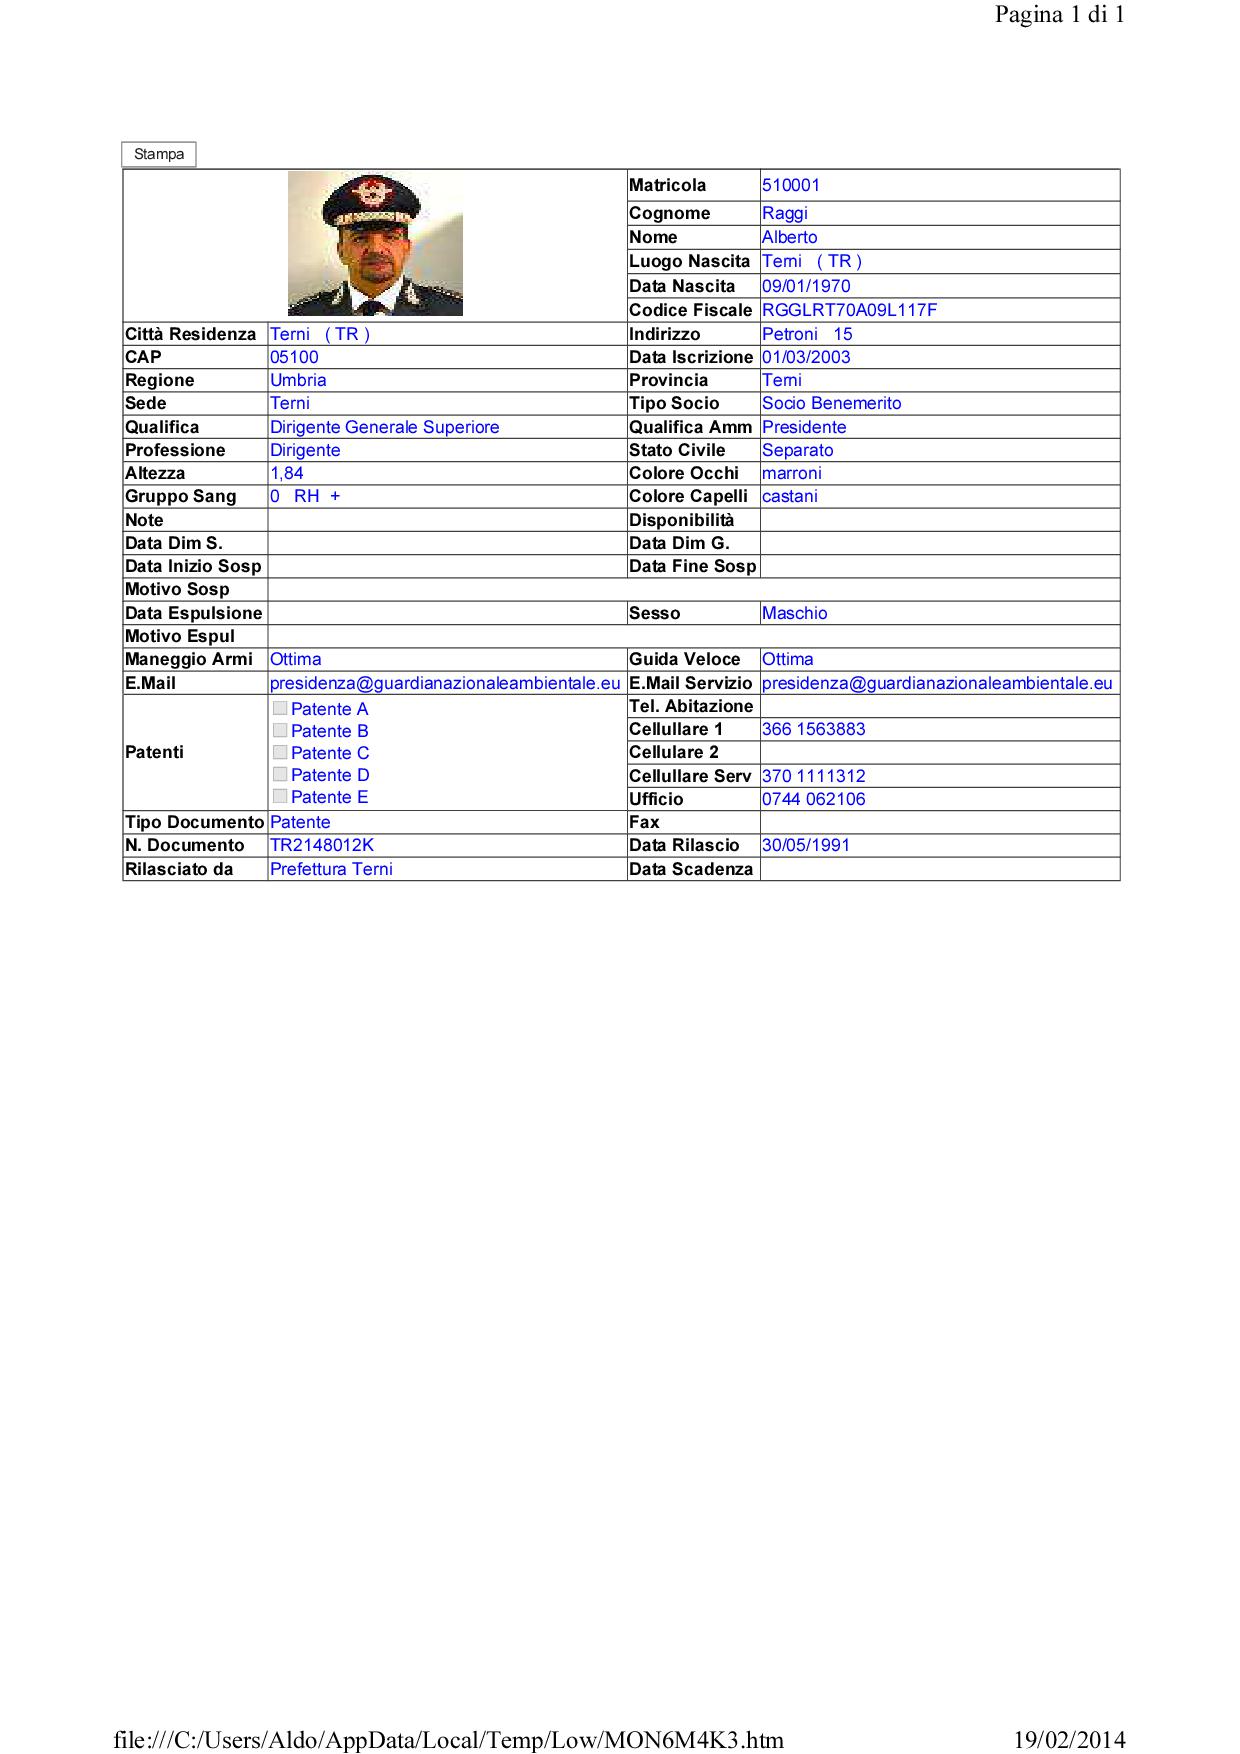 Pagina 1 di 1
Stampa
Matricola 510001
Cognome Raggi
Nome Alberto
Luogo Nascita Terni ( TR )
Data Nascita 09/01/1970
Codice Fiscale RGGLRT70A09L117F
Città Residenza Terni ( TR ) Indirizzo Petroni 15
CAP 05100 Data Iscrizione 01/03/2003
Regione Umbria Provincia Terni
Sede Terni Tipo Socio Socio Benemerito
Qualifica Dirigente Generale Superiore Qualifica Amm Presidente
Professione Dirigente Stato Civile Separato
Altezza 1,84 Colore Occhi marroni
Gruppo Sang 0 RH + Colore Capelli castani
Note Disponibilità
Data Dim S. Data Dim G.
Data Inizio Sosp Data Fine Sosp
Motivo Sosp
Data Espulsione Sesso Maschio
Motivo Espul
Maneggio Armi Ottima Guida Veloce Ottima
E.Mail presidenza@guardianazionaleambientale.eu E.Mail Servizio presidenza@guardianazionaleambientale.eu
Patenti
Patente A
Patente B
Patente C
Patente D
Patente E
Tel. Abitazione
Cellullare 1 366 1563883
Cellulare 2
Cellullare Serv 370 1111312
Ufficio 0744 062106
Tipo Documento Patente Fax
N. Documento TR2148012K Data Rilascio 30/05/1991
Rilasciato da Prefettura Terni Data Scadenza
file:///C:/Users/Aldo/AppData/Local/Temp/Low/MON6M4K3.htm 19/02/2014